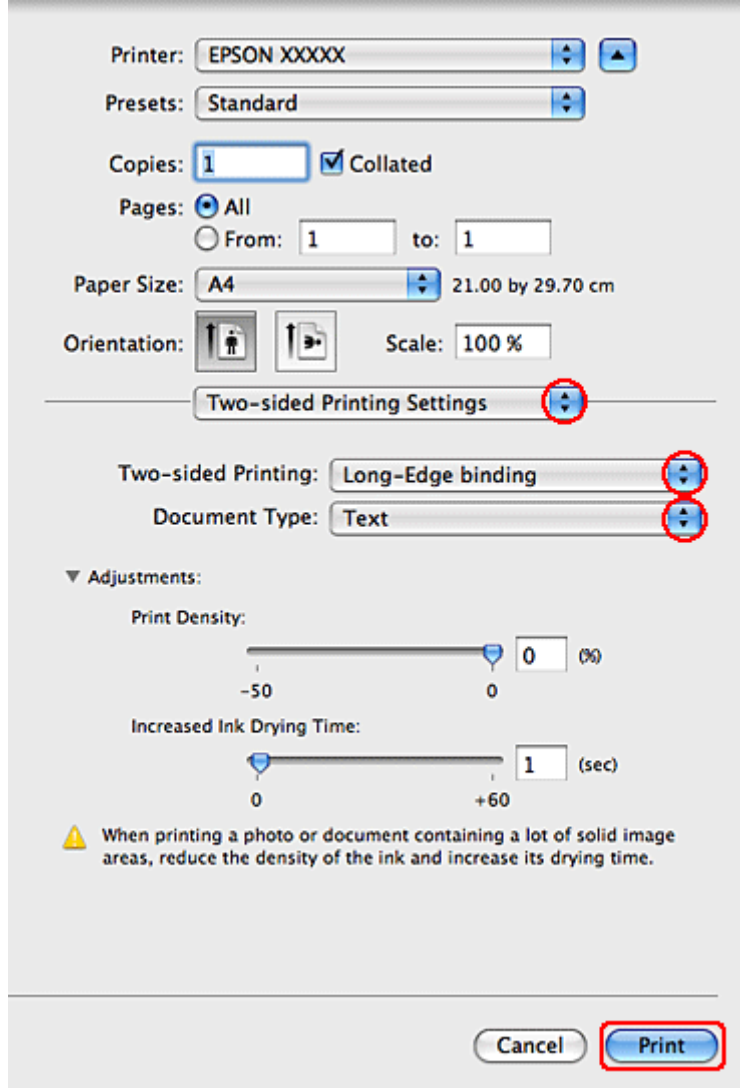 Printer: EPSON XXXXX
Presets: Standard
Copies: 1 Collated
Pages: All
From: 1 to: 1
Paper Size: A4 21.00 by 29.70 cm
Orientation: Scale: 100 %
Two-sided Printing Settings
Two-sided Printing: Long-Edge binding
Document Type: Text
Adjustments:
Print Density:
0 (%)
-50 0
Increased Ink Drying Time:
1 (sec)
0 +60
When printing a photo or document containing a lot of solid image
areas, reduce the density of the ink and increase its drying time.
Cancel Print